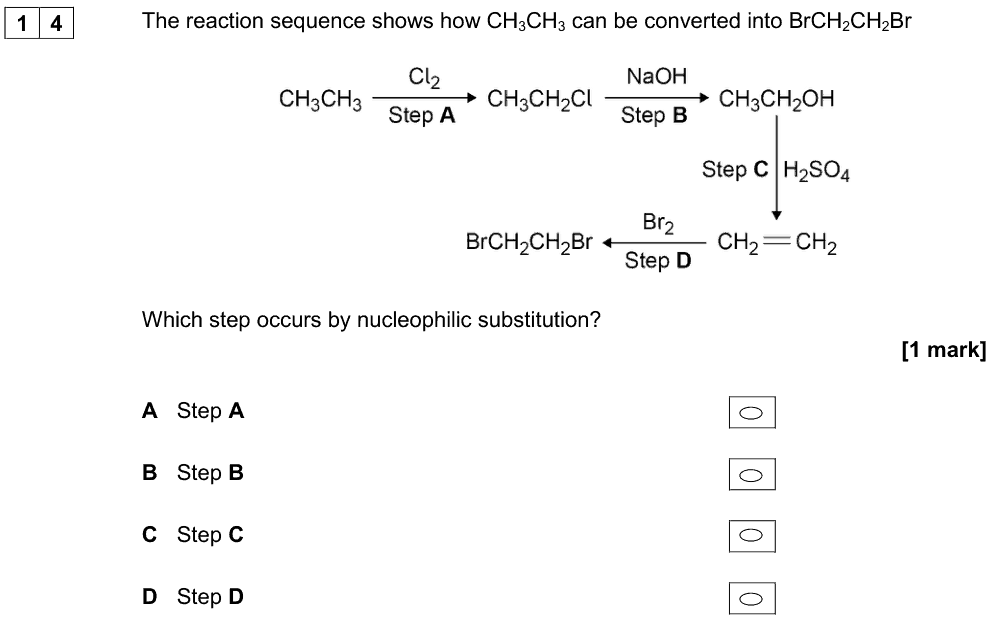 1 4 The reaction sequence shows how CH₃CH₃ can be converted into BrCH₂CH₂Br
Cl₂ NaOH
CH₃CH₃ CH₃CH₂Cl CH₃CH₂OH
Step A Step B
Step C H₂SO₄
Br₂
BrCH₂CH₂Br CH₂=CH₂
Step D
Which step occurs by nucleophilic substitution?
[1 mark]
A Step A
B Step B
C Step C
D Step D